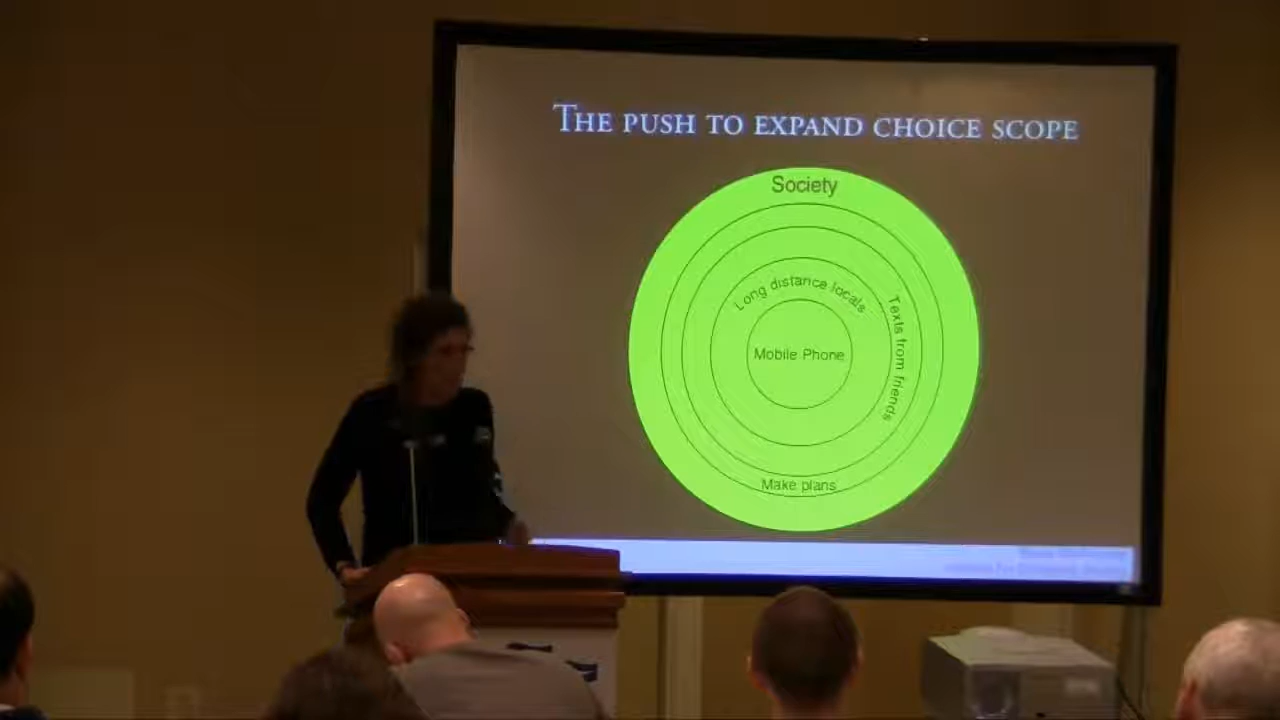 THE PUSH TO EXPAND CHOICE SCOPE
Society
Long distance locals
Texts from friends
Mobile Phone
Make plans